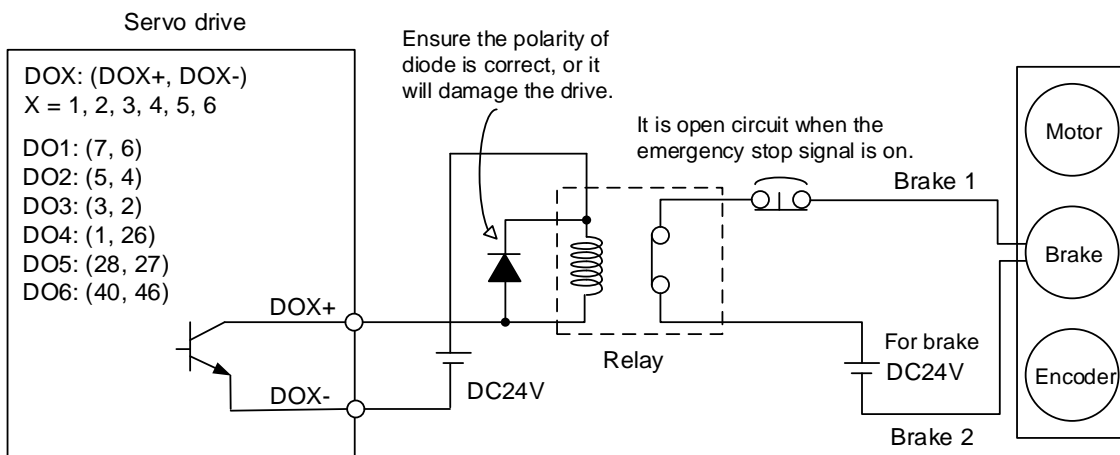 Servo drive
DOX: (DOX+, DOX-)
X = 1, 2, 3, 4, 5, 6
DO1: (7, 6)
DO2: (5, 4)
DO3: (3, 2)
DO4: (1, 26)
DO5: (28, 27)
DO6: (40, 46)
DOX+
DOX-
Ensure the polarity of
diode is correct, or it
will damage the drive.
DC24V
Relay
It is open circuit when the
emergency stop signal is on.
Brake 1
For brake
DC24V
Brake 2
Motor
Brake
Encoder